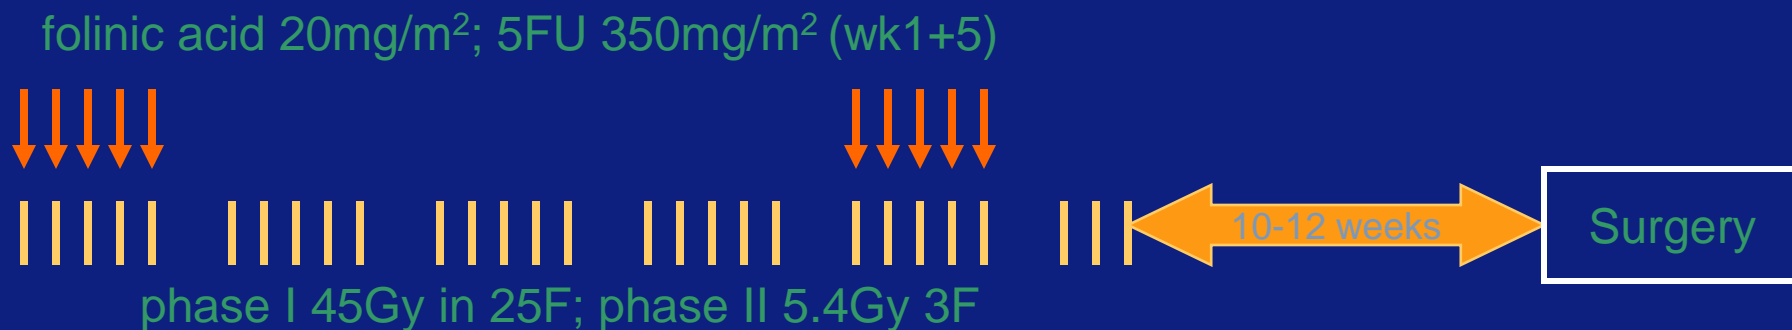 folinic acid 20mg/m²; 5FU 350mg/m² (wk1+5)
10-12 weeks
Surgery
phase I 45Gy in 25F; phase II 5.4Gy 3F